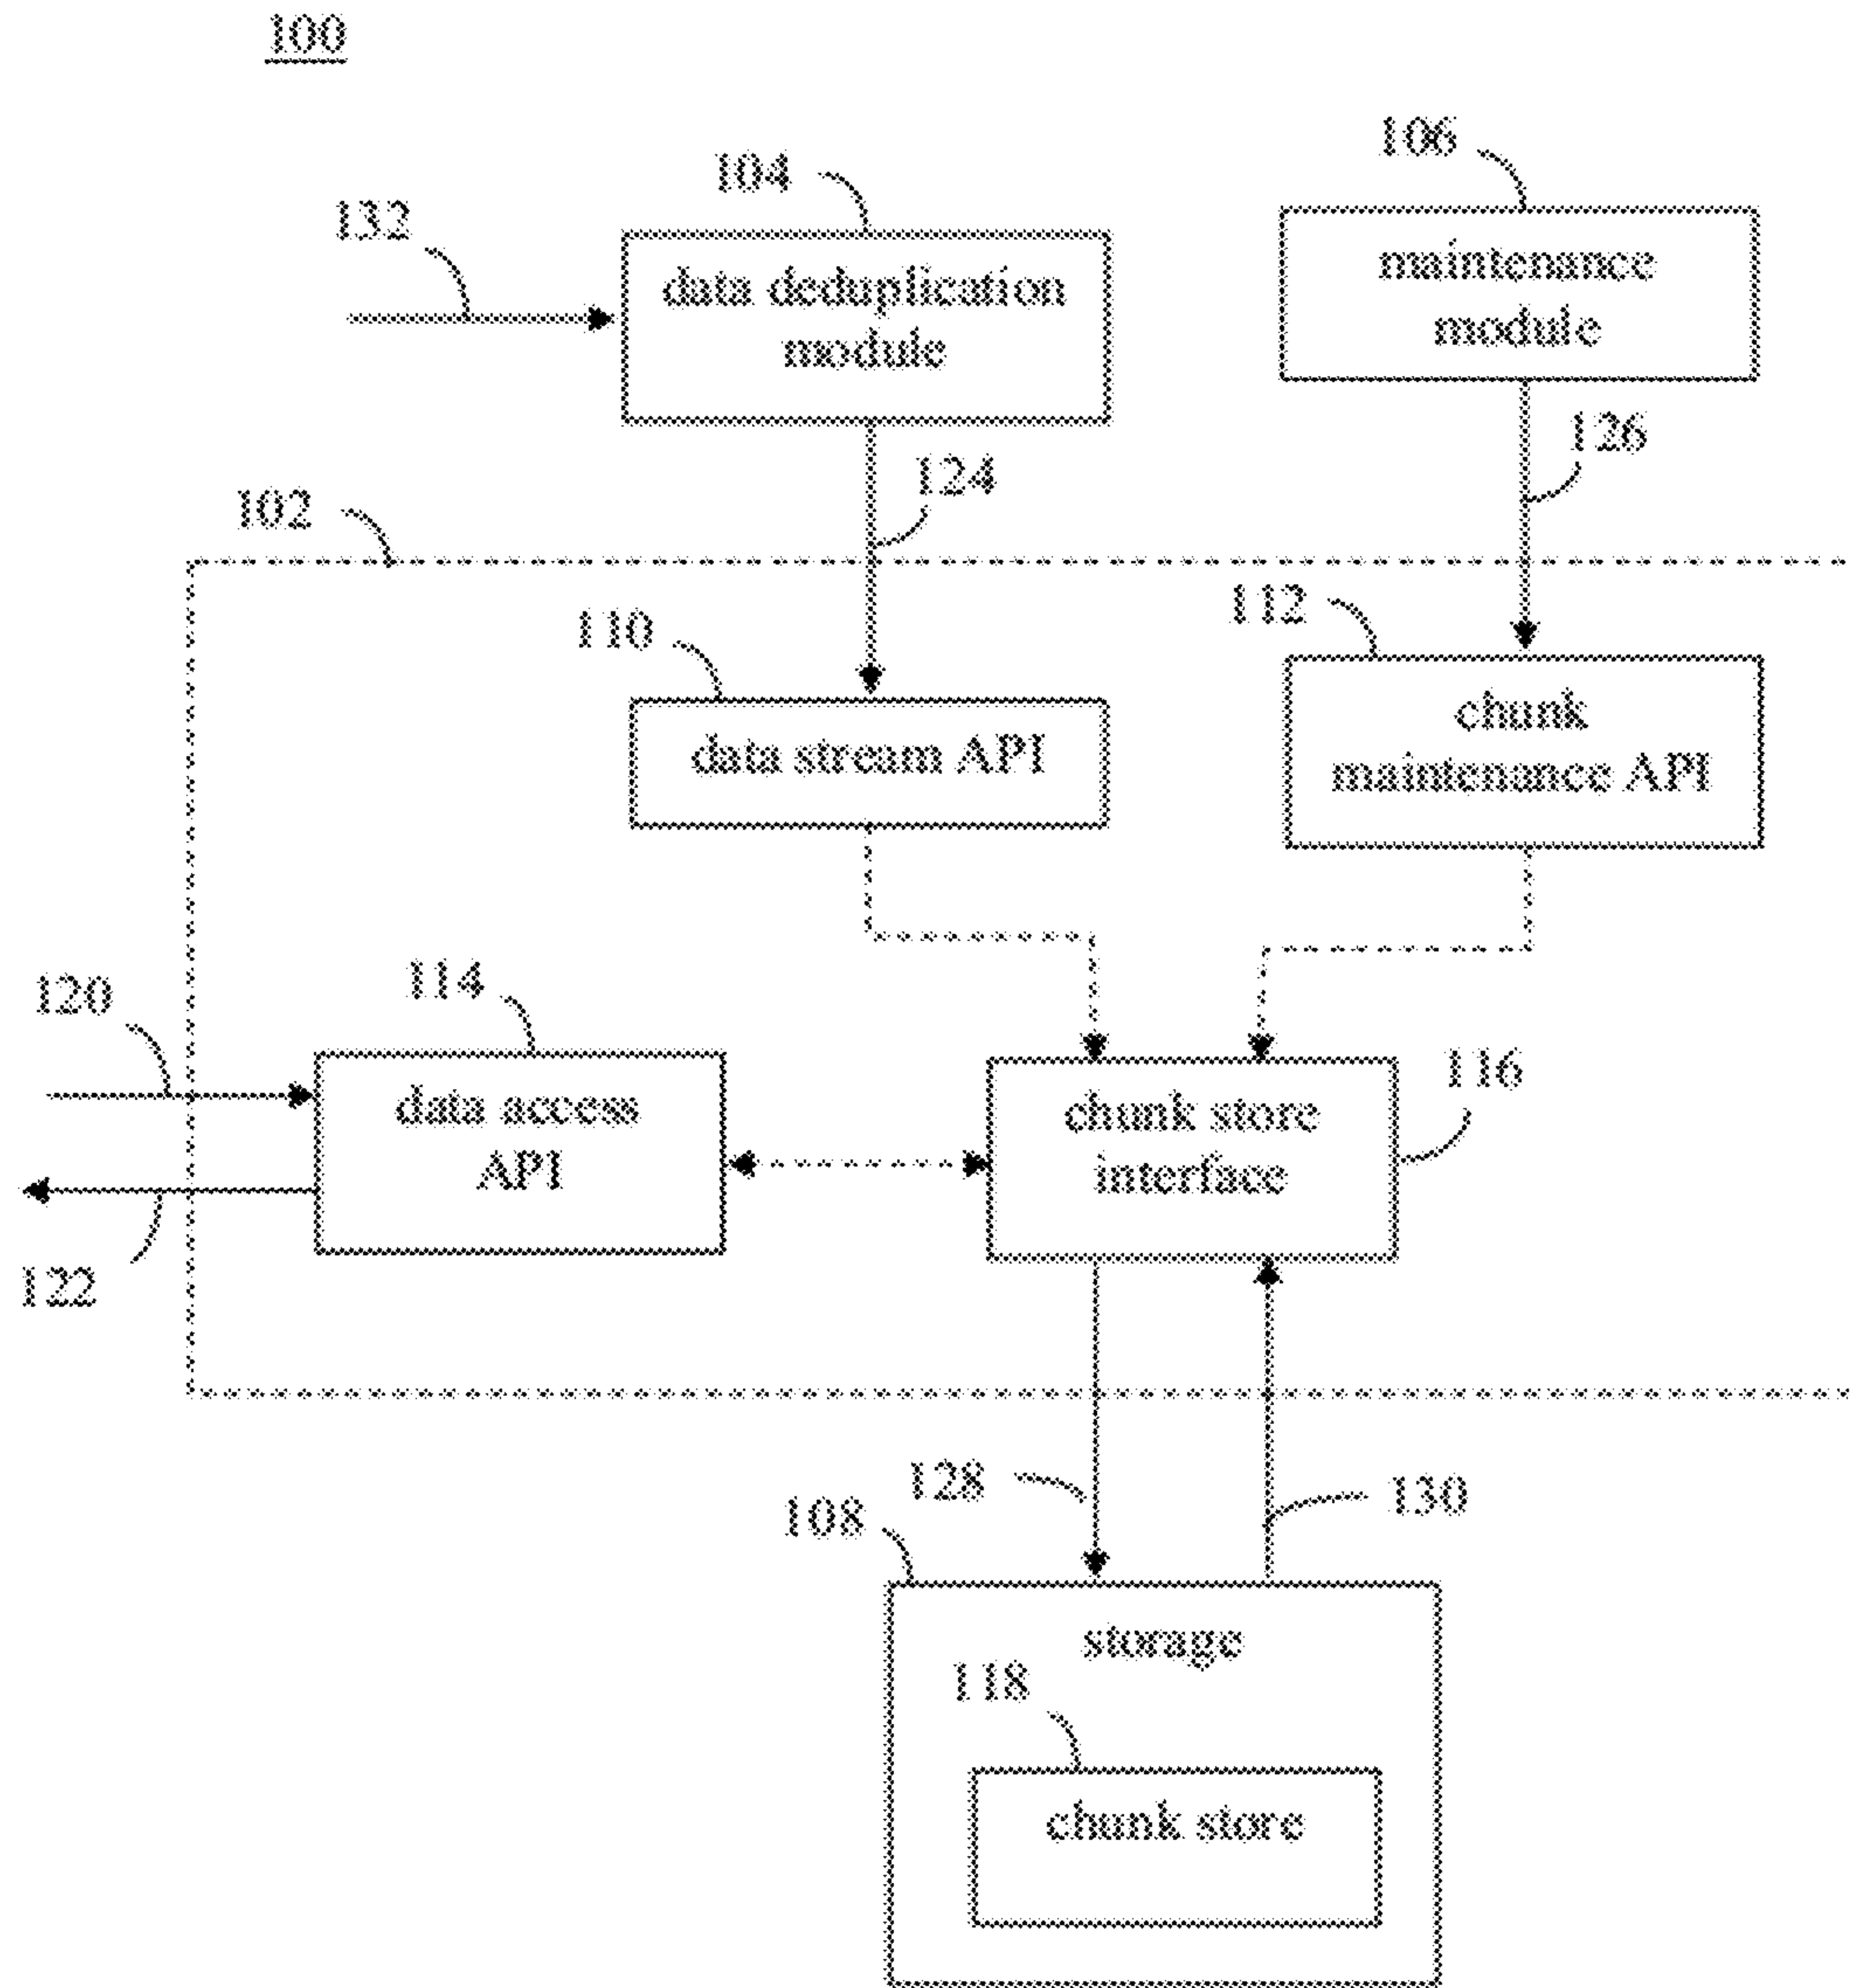 100
106
104
132
data deduplication
module
maintenance
module
126
124
102
112
110
chunk
maintenance API
data stream API
114
120
116
data access
API
chunk store
interface
122
128
130
108
storage
118
chunk store